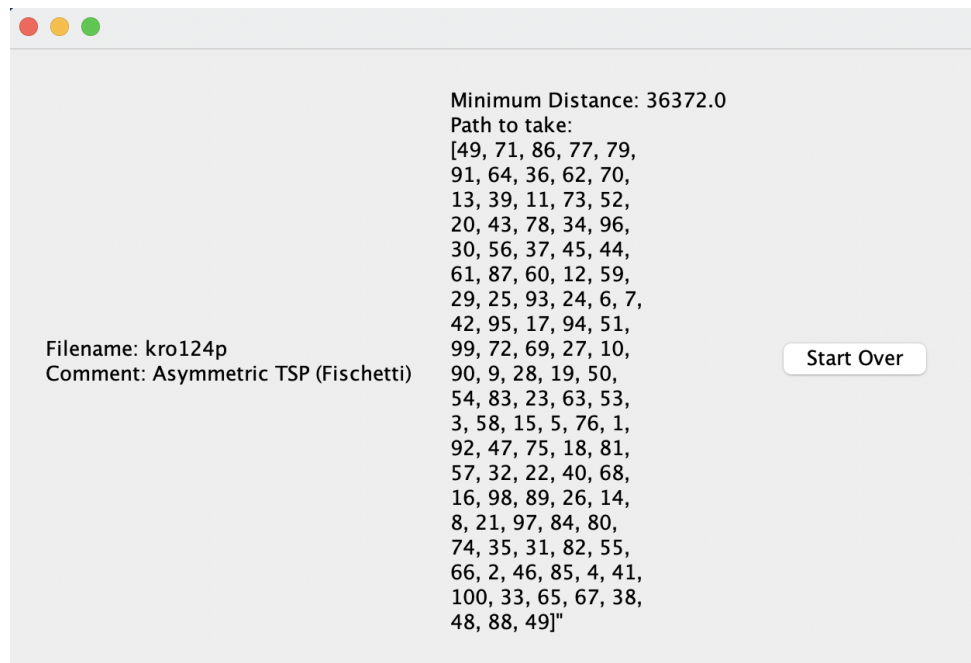 Minimum Distance: 36372.0
Path to take:
[49, 71, 86, 77, 79,
91, 64, 36, 62, 70,
13, 39, 11, 73, 52,
20, 43, 78, 34, 96,
30, 56, 37, 45, 44,
61, 87, 60, 12, 59,
29, 25, 93, 24, 6, 7,
42, 95, 17, 94, 51,
99, 72, 69, 27, 10,
90, 9, 28, 19, 50,
54, 83, 23, 63, 53,
3, 58, 15, 5, 76, 1,
92, 47, 75, 18, 81,
57, 32, 22, 40, 68,
16, 98, 89, 26, 14,
8, 21, 97, 84, 80,
74, 35, 31, 82, 55,
66, 2, 46, 85, 4, 41,
100, 33, 65, 67, 38,
48, 88, 49]"
Filename: kro124p
Comment: Asymmetric TSP (Fischetti)
Start Over